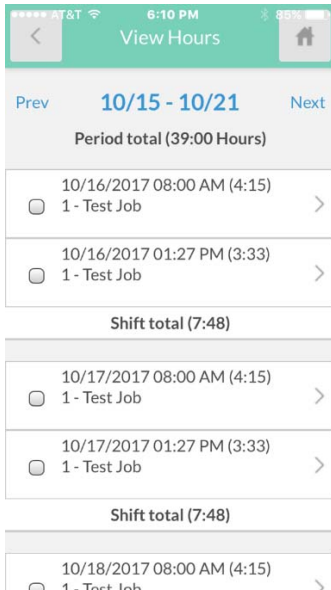 AT&T 6:10 PM 85%
View Hours
Prev 10/15 - 10/21 Next
Period total (39:00 Hours)
10/16/2017 08:00 AM (4:15)
1 - Test Job
10/16/2017 01:27 PM (3:33)
1 - Test Job
Shift total (7:48)
10/17/2017 08:00 AM (4:15)
1 - Test Job
10/17/2017 01:27 PM (3:33)
1 - Test Job
Shift total (7:48)
10/18/2017 08:00 AM (4:15)
1 - Test Job